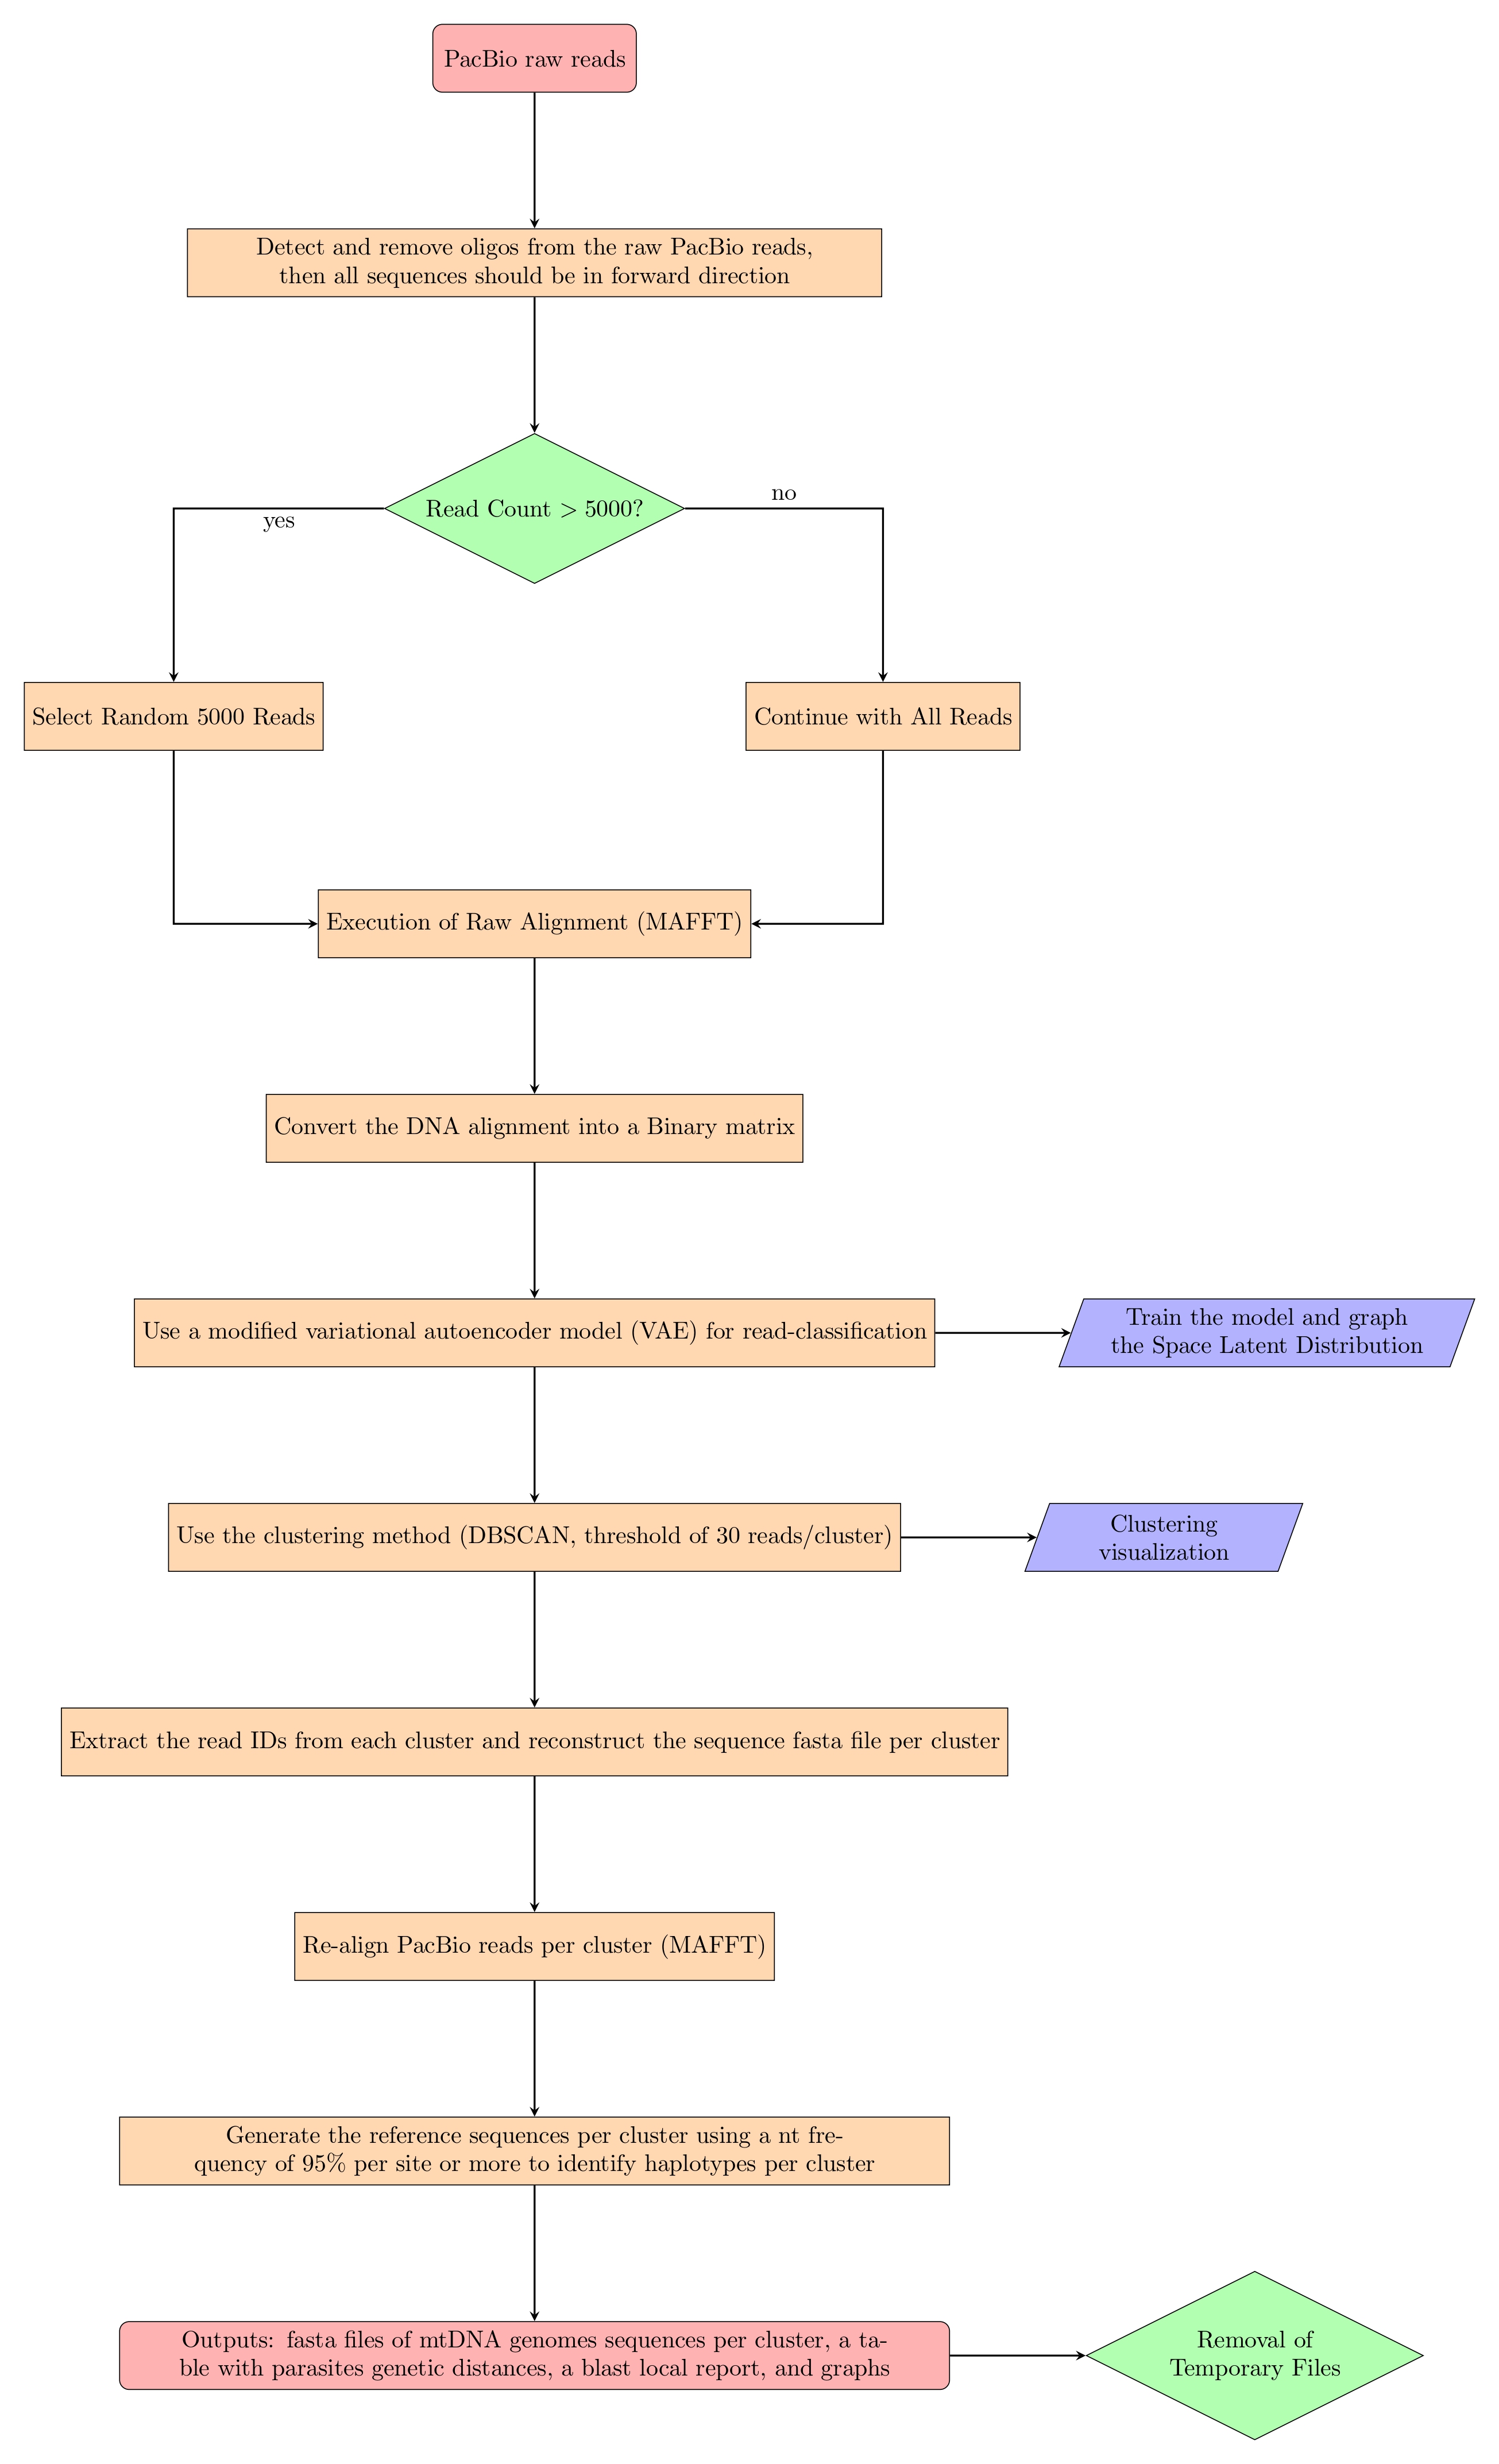 PacBio raw reads
Detect and remove oligos from the raw PacBio reads,
then all sequences should be in forward direction
Read Count > 5000?
yes
no
Select Random 5000 Reads
Continue with All Reads
Execution of Raw Alignment (MAFFT)
Convert the DNA alignment into a Binary matrix
Use a modified variational autoencoder model (VAE) for read-classification
Train the model and graph
the Space Latent Distribution
Use the clustering method (DBSCAN, threshold of 30 reads/cluster)
Clustering
visualization
Extract the read IDs from each cluster and reconstruct the sequence fasta file per cluster
Re-align PacBio reads per cluster (MAFFT)
Generate the reference sequences per cluster using a nt fre-
quency of 95% per site or more to identify haplotypes per cluster
Outputs: fasta files of mtDNA genomes sequences per cluster, a ta-
ble with parasites genetic distances, a blast local report, and graphs
Removal of
Temporary Files